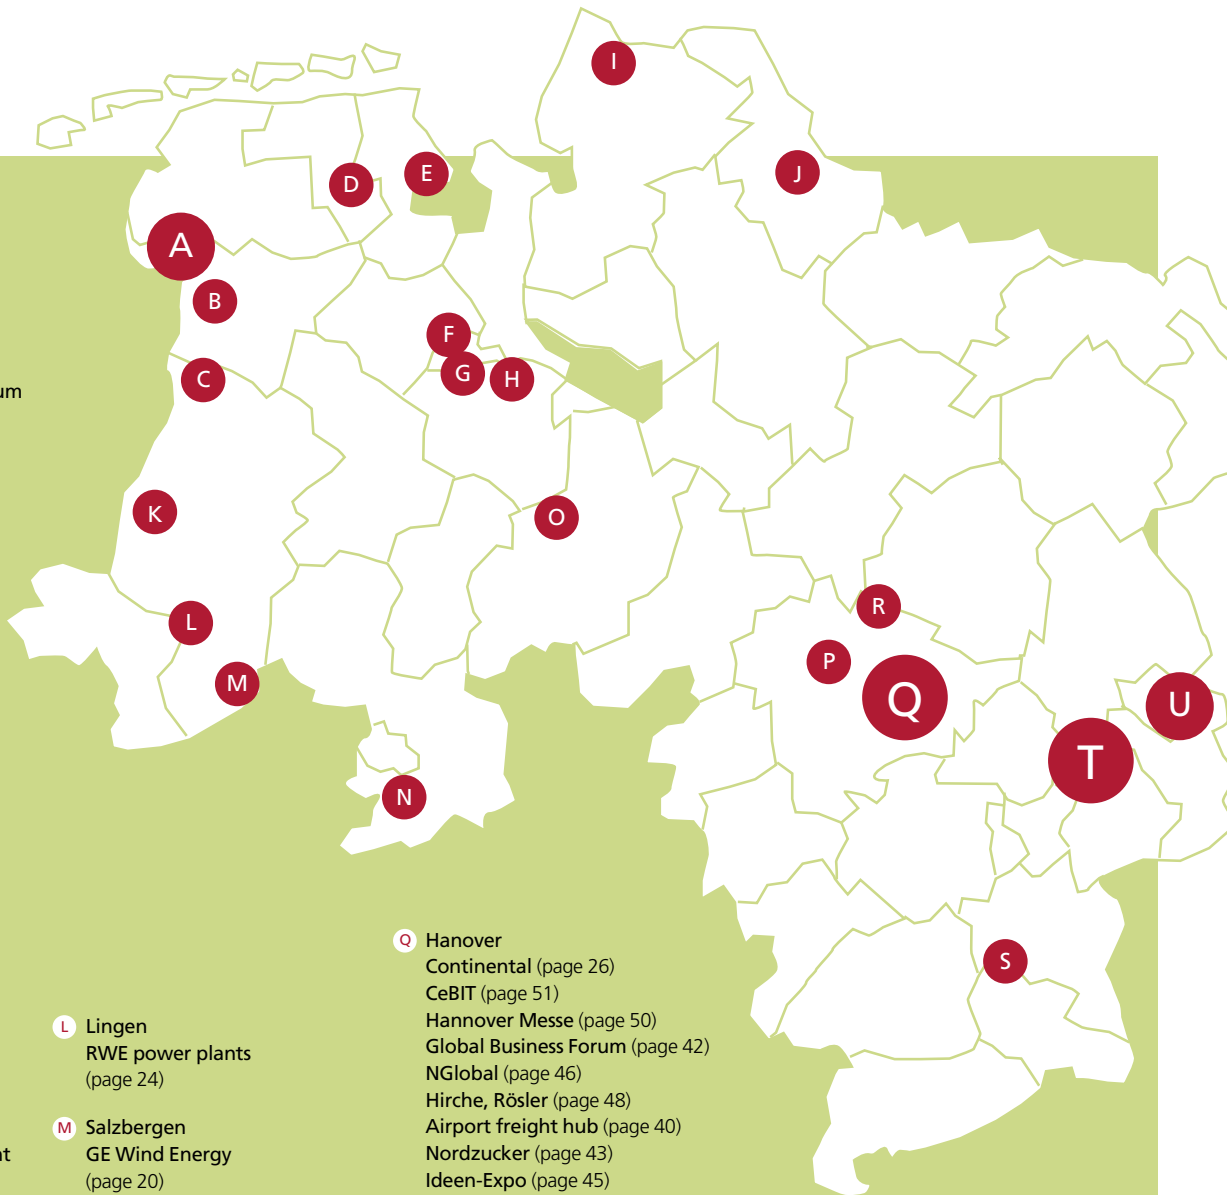 I
J
E
D
A
B
F
G
H
C
um
K
O
R
L
P
M
Q
U
T
N
S
L Lingen
RWE power plants
(page 24)
M Salzbergen
GE Wind Energy
(page 20)
Q Hanover
Continental (page 26)
CeBIT (page 51)
Hannover Messe (page 50)
Global Business Forum (page 42)
NGlobal (page 46)
Hirche, Rösler (page 48)
Airport freight hub (page 40)
Nordzucker (page 43)
Ideen-Expo (page 45)